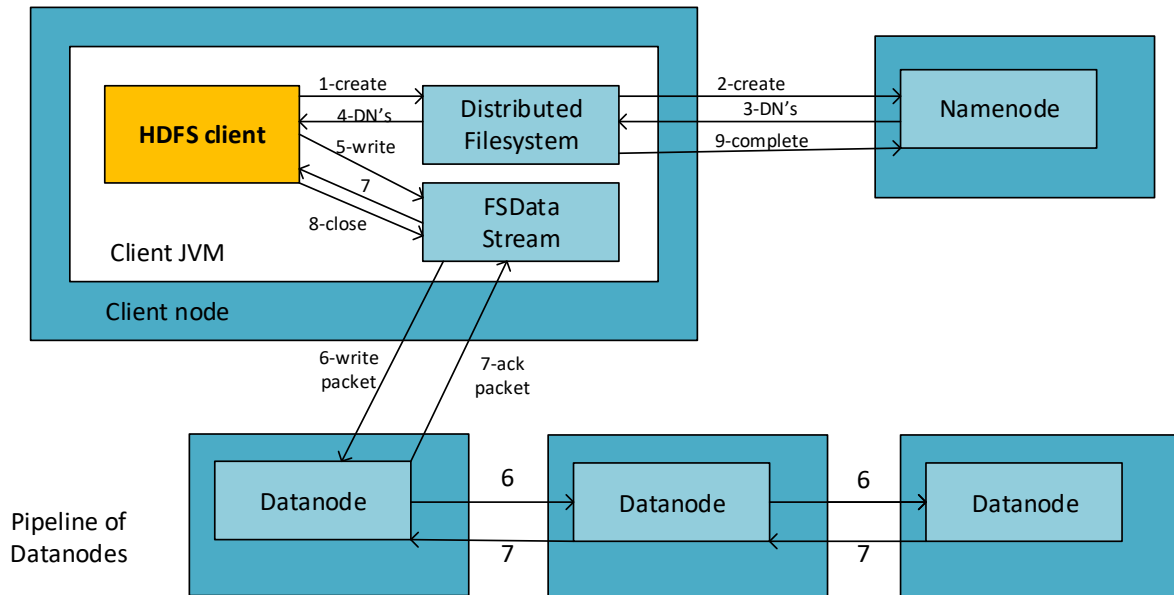 1-create
2-create
4-DN's
3-DN's
HDFS client
Distributed
Filesystem
Namenode
5-write
9-complete
7
8-close
FSData
Stream
Client JVM
Client node
6-write
packet
7-ack
packet
6
6
Datanode
Datanode
Datanode
Pipeline of
Datanodes
7
7